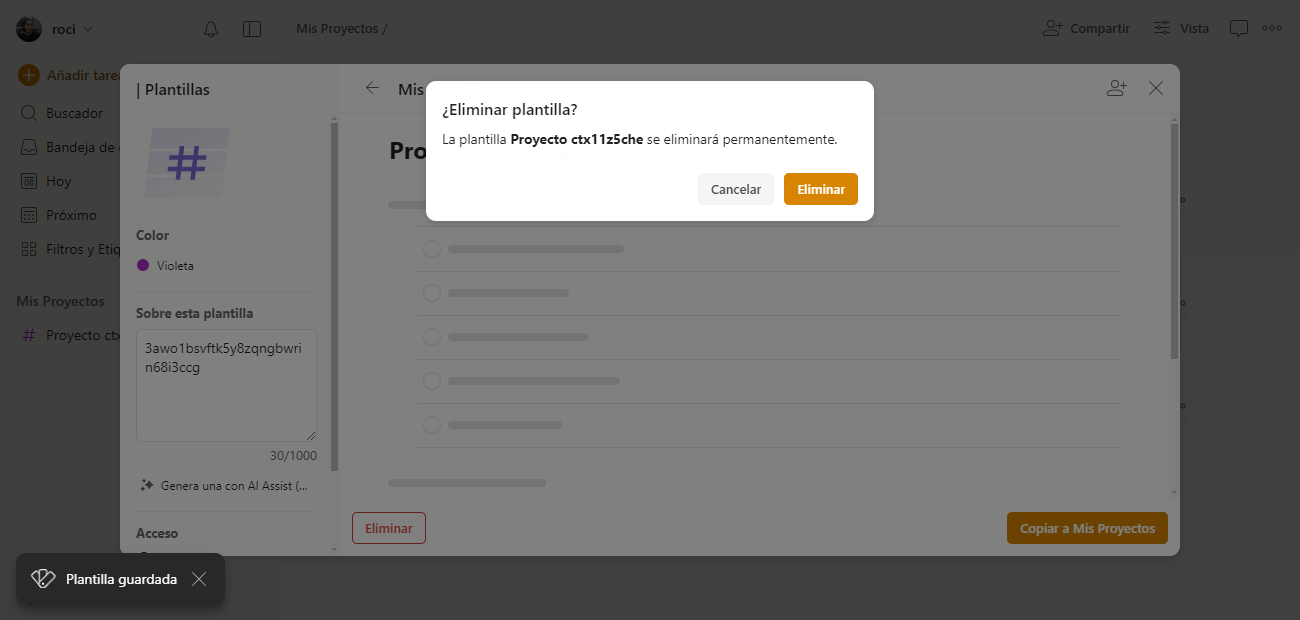 roci
Mis Proyectos /
Compartir
Vista
Añadir tarea
Buscador
Bandeja de
Hoy
Próximo
Filtros y Etiq
Mis Proyectos
Proyecto ctx
| Plantillas
Color
Violeta
Sobre esta plantilla
3awo1bsvftk5y8zqngbwri
n68i3ccg
30/1000
Genera una con AI Assist (...
Acceso
Mis
Pro
¿Eliminar plantilla?
La plantilla Proyecto ctx11z5che se eliminará permanentemente.
Cancelar
Eliminar
Eliminar
Copiar a Mis Proyectos
Plantilla guardada